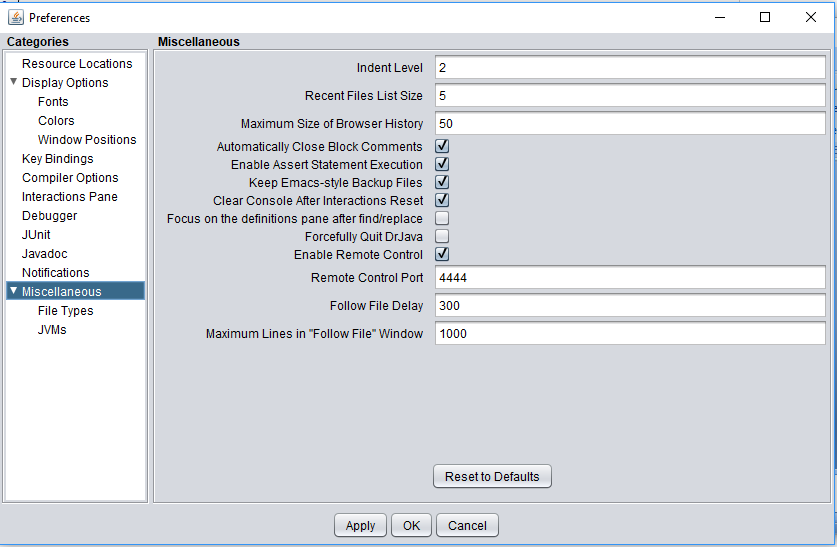 Preferences
Categories
Resource Locations
Display Options
Fonts
Colors
Window Positions
Key Bindings
Compiler Options
Interactions Pane
Debugger
JUnit
Javadoc
Notifications
Miscellaneous
File Types
JVMs
Miscellaneous
Indent Level 2
Recent Files List Size 5
Maximum Size of Browser History 50
Automatically Close Block Comments
Enable Assert Statement Execution
Keep Emacs-style Backup Files
Clear Console After Interactions Reset
Focus on the definitions pane after find/replace
Forcefully Quit DrJava
Enable Remote Control
Remote Control Port 4444
Follow File Delay 300
Maximum Lines in "Follow File" Window 1000
Reset to Defaults
Apply OK Cancel